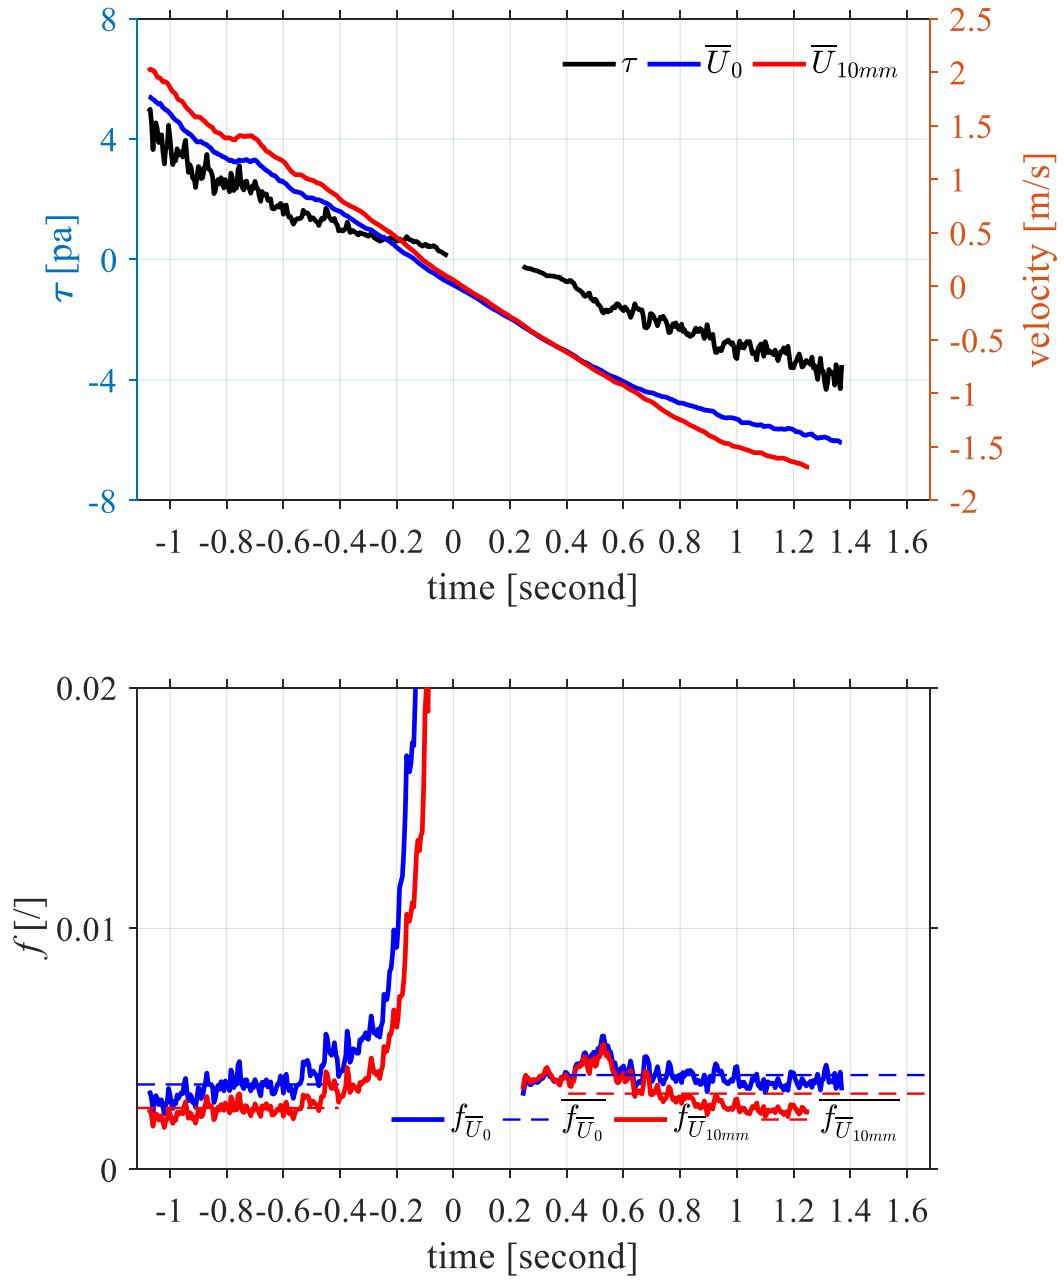 8
4
0
-4
-8
τ [pa]
2.5
2
1.5
1
0.5
0
-0.5
-1
-1.5
-2
velocity [m/s]
τ U̅₀ U̅₁₀ₘₘ
-1 -0.8 -0.6 -0.4 -0.2 0 0.2 0.4 0.6 0.8 1 1.2 1.4 1.6
time [second]
0.02
0.01
0
f [/]
f_U̅₀ f_U̅₀ f_U̅₁₀ₘₘ f_U̅₁₀ₘₘ
-1 -0.8 -0.6 -0.4 -0.2 0 0.2 0.4 0.6 0.8 1 1.2 1.4 1.6
time [second]